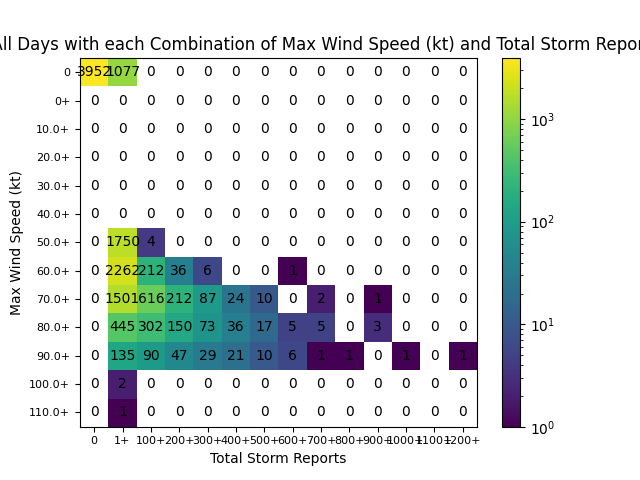 All Days with each Combination of Max Wind Speed (kt) and Total Storm Repor
0 3952 1077 0 0 0 0 0 0 0 0 0 0 0 0
0+ 0 0 0 0 0 0 0 0 0 0 0 0 0 0
10.0+ 0 0 0 0 0 0 0 0 0 0 0 0 0 0
20.0+ 0 0 0 0 0 0 0 0 0 0 0 0 0 0
30.0+ 0 0 0 0 0 0 0 0 0 0 0 0 0 0
40.0+ 0 0 0 0 0 0 0 0 0 0 0 0 0 0
50.0+ 0 1750 4 0 0 0 0 0 0 0 0 0 0 0
60.0+ 0 2262 212 36 6 0 0 1 0 0 0 0 0 0
70.0+ 0 1501 616 212 87 24 10 0 2 0 1 0 0 0
80.0+ 0 445 302 150 73 36 17 5 5 0 3 0 0 0
90.0+ 0 135 90 47 29 21 10 6 1 1 0 1 0 1
100.0+ 0 2 0 0 0 0 0 0 0 0 0 0 0 0
110.0+ 0 1 0 0 0 0 0 0 0 0 0 0 0 0
0 1+ 100+ 200+ 300+ 400+ 500+ 600+ 700+ 800+ 900+ 1000+ 1100+ 1200+
Total Storm Reports
Max Wind Speed (kt)
10³
10²
10¹
10⁰